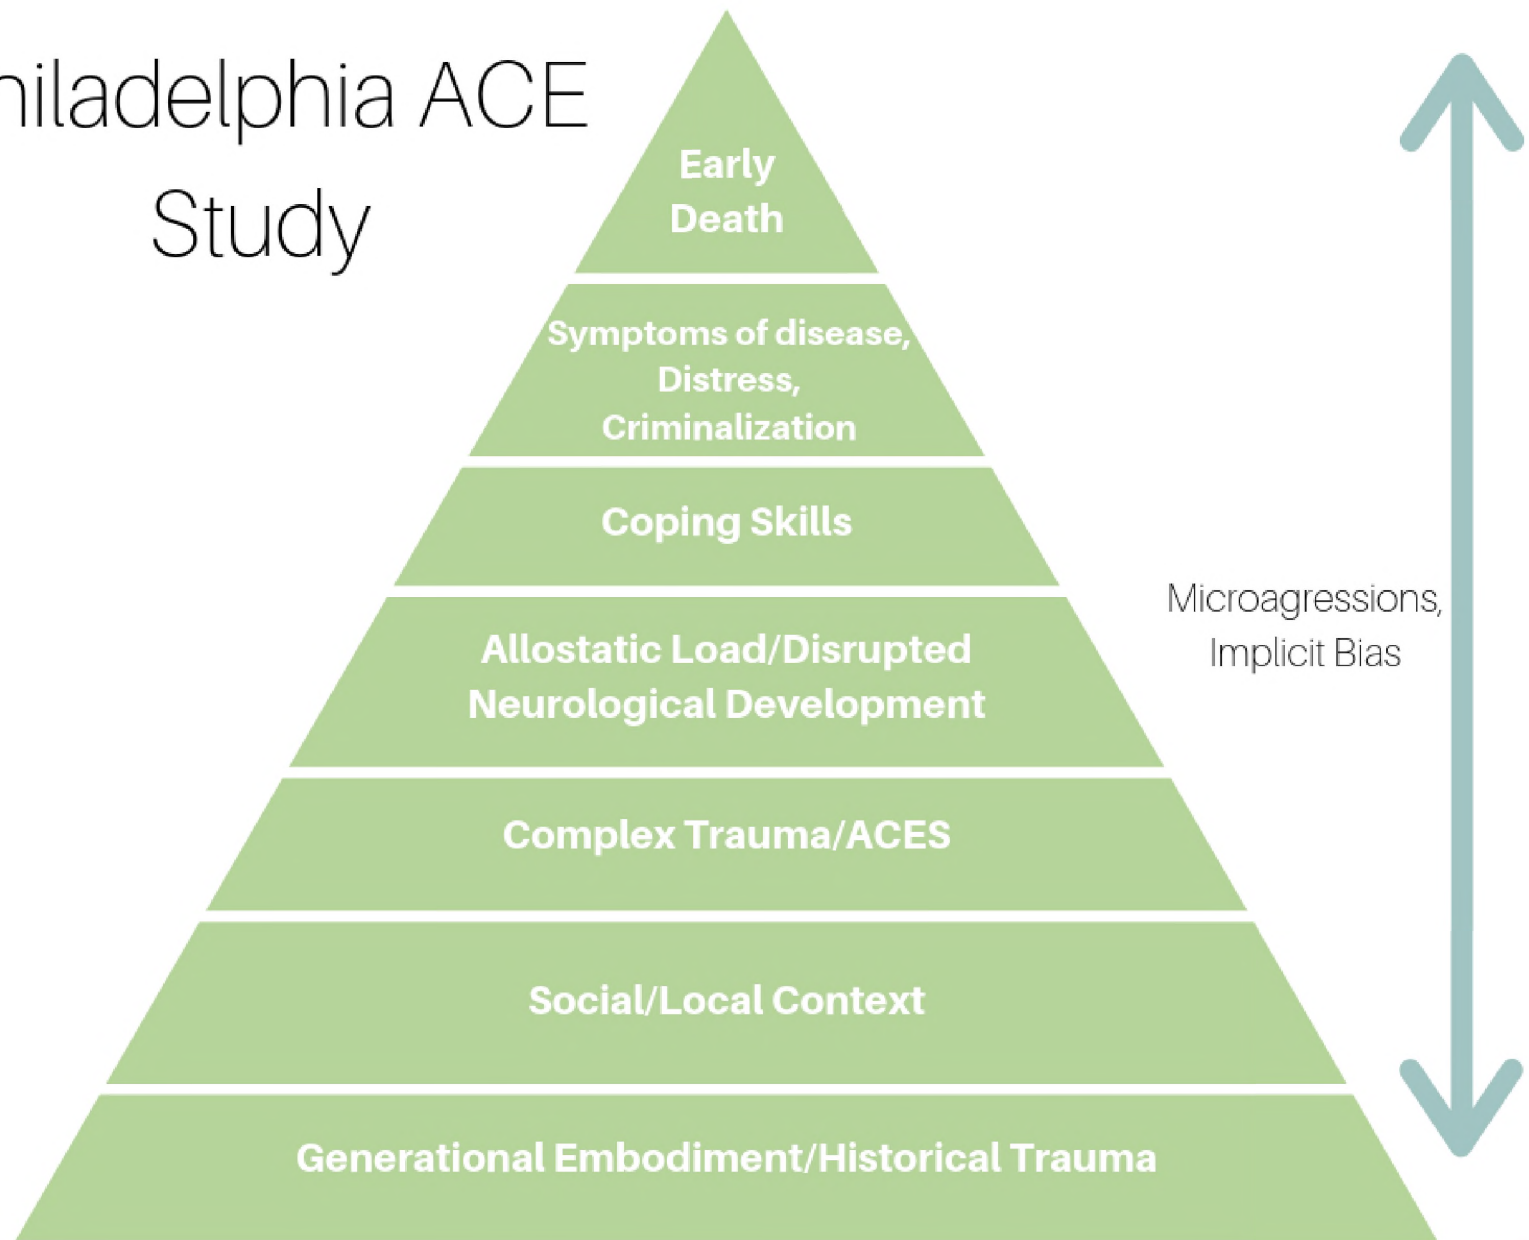 hiladelphia ACE
Study
Early
Death
Symptoms of disease,
Distress,
Criminalization
Coping Skills
Allostatic Load/Disrupted
Neurological Development
Microagressions,
Implicit Bias
Complex Trauma/ACES
Social/Local Context
Generational Embodiment/Historical Trauma